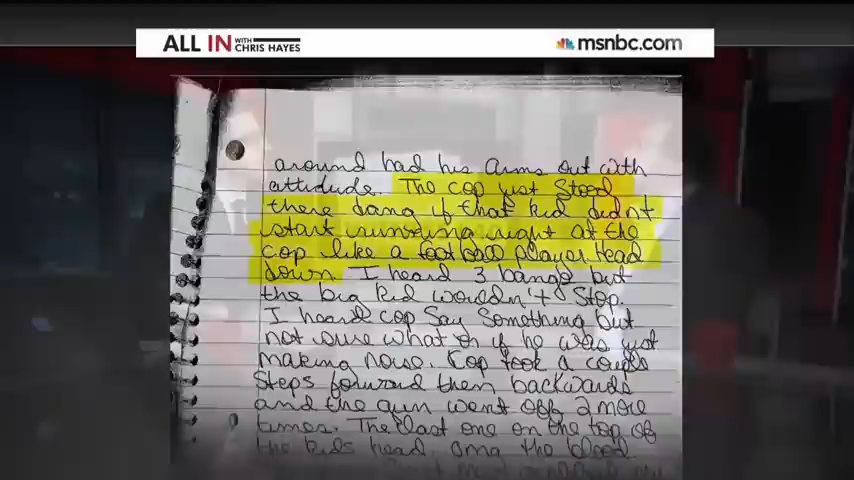 ALL IN WITH CHRIS HAYES
msnbc.com
around had his arms out with
attidude. The cop just stood
there dang if that kid didn't
start running right at the
cop like a football player. Head
down. I heard 3 bangs but
the big kid wouldn't stop.
I heard cop say something but
not sure what or if he was just
making noise. Cop took a couple
steps forward then backwards
and the gun went off 2 more
times. The last one on the top of
the kids head. omg the blood.